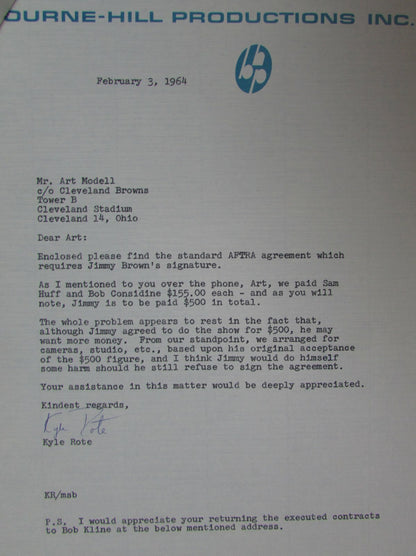 OURNE-HILL PRODUCTIONS INC.
February 3, 1964
Mr. Art Modell
c/o Cleveland Browns
Tower B
Cleveland Stadium
Cleveland 14, Ohio
Dear Art:
Enclosed please find the standard AFTRA agreement which
requires Jimmy Brown's signature.
As I mentioned to you over the phone, Art, we paid Sam
Huff and Bob Considine $155.00 each - and as you will
note, Jimmy is to be paid $500 in total.
The whole problem appears to rest in the fact that,
although Jimmy agreed to do the show for $500, he may
want more money. From our standpoint, we arranged for
cameras, studio, etc., based upon his original acceptance
of the $500 figure, and I think Jimmy would do himself
some harm should he still refuse to sign the agreement.
Your assistance in this matter would be deeply appreciated.
Kindest regards,
Kyle Rote
Kyle Rote
KR/msb
P.S. I would appreciate your returning the executed contracts
to Bob Kline at the below mentioned address.